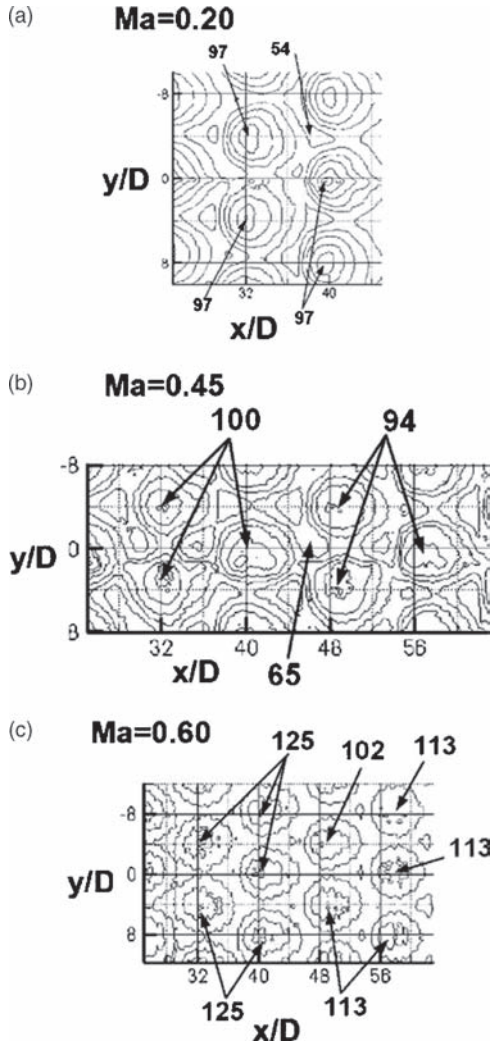 (a)
Ma=0.20
97 54
-8
y/D 0
8
32 40
97 97
x/D
(b)
Ma=0.45
100 94
-8
y/D 0
8
32 40 48 56
x/D 65
(c)
Ma=0.60
125 102 113
-8
y/D 0 113
8
32 40 48 56
125 113
x/D